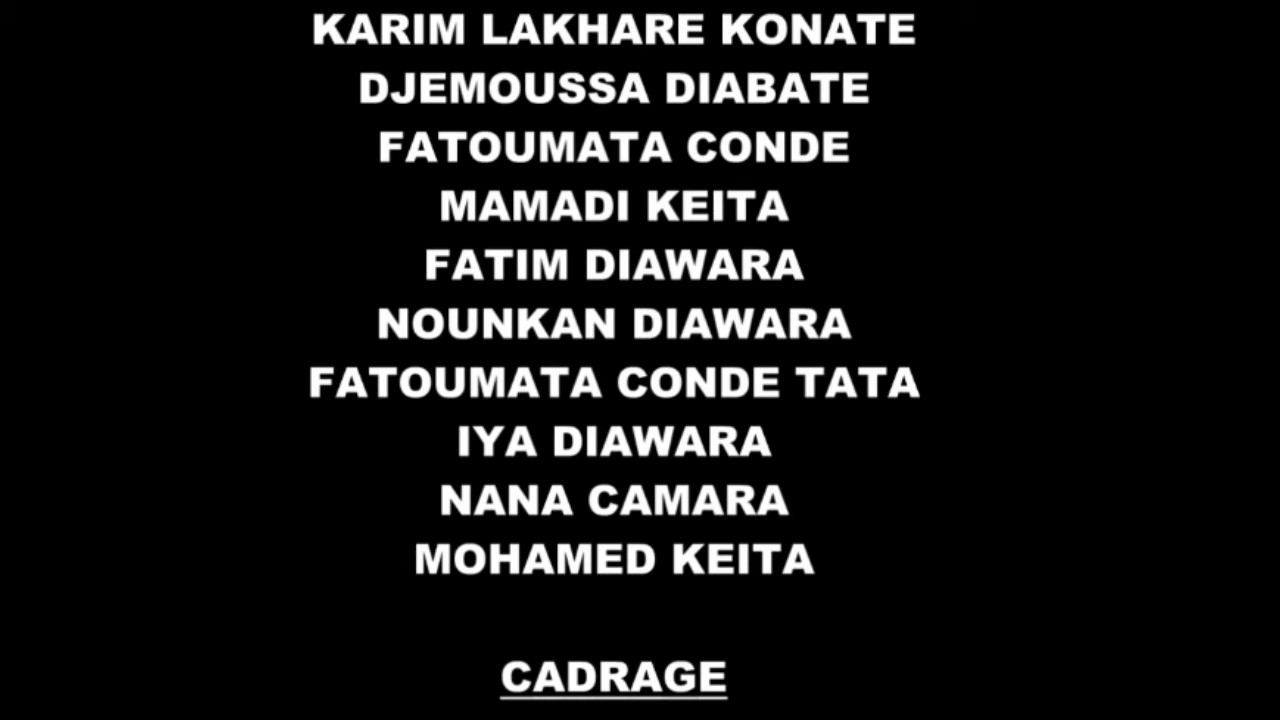 KARIM LAKHARE KONATE
DJEMOUSSA DIABATE
FATOUMATA CONDE
MAMADI KEITA
FATIM DIAWARA
NOUNKAN DIAWARA
FATOUMATA CONDE TATA
IYA DIAWARA
NANA CAMARA
MOHAMED KEITA
CADRAGE